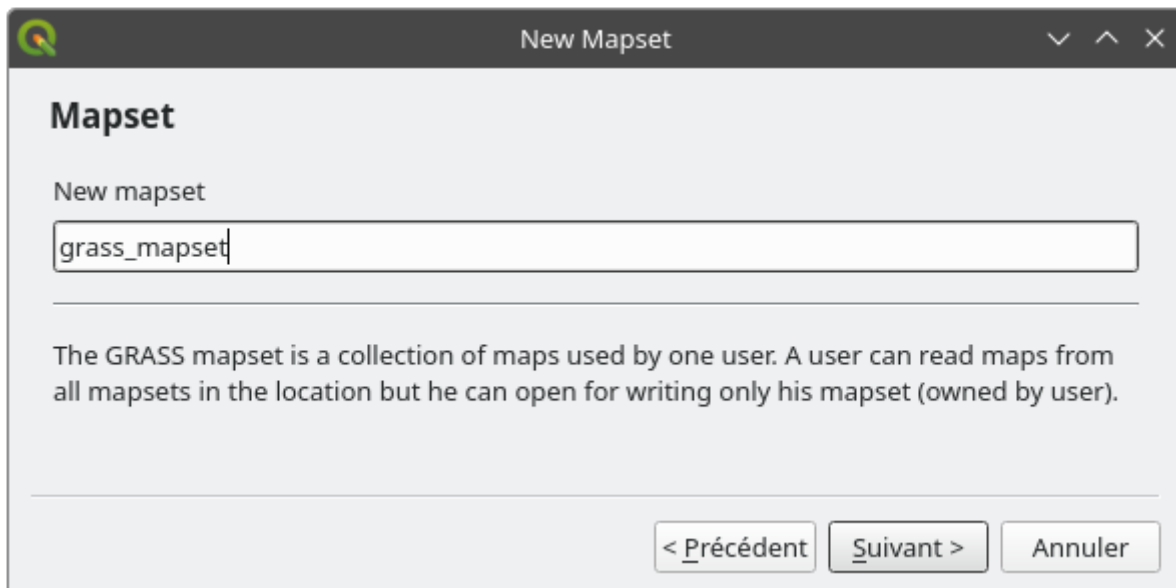 New Mapset
Mapset
New mapset
grass_mapset
The GRASS mapset is a collection of maps used by one user. A user can read maps from
all mapsets in the location but he can open for writing only his mapset (owned by user).
< Précédent Suivant > Annuler